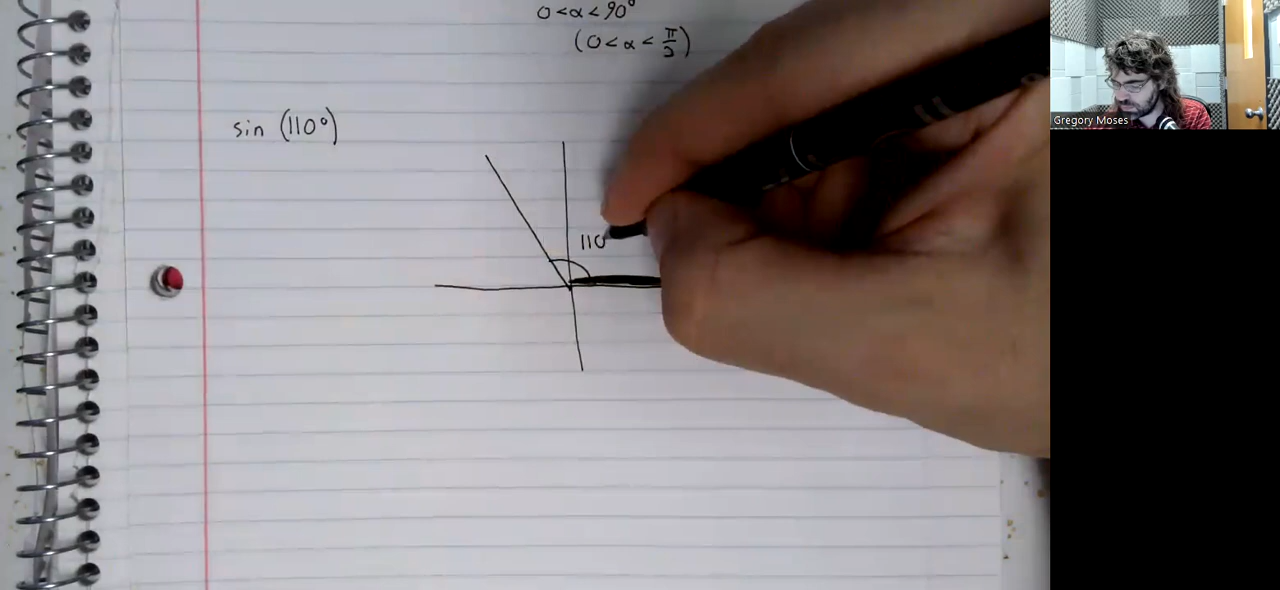 0<α<90°
(0<α<π/2)
sin (110°)
110
Gregory Moses